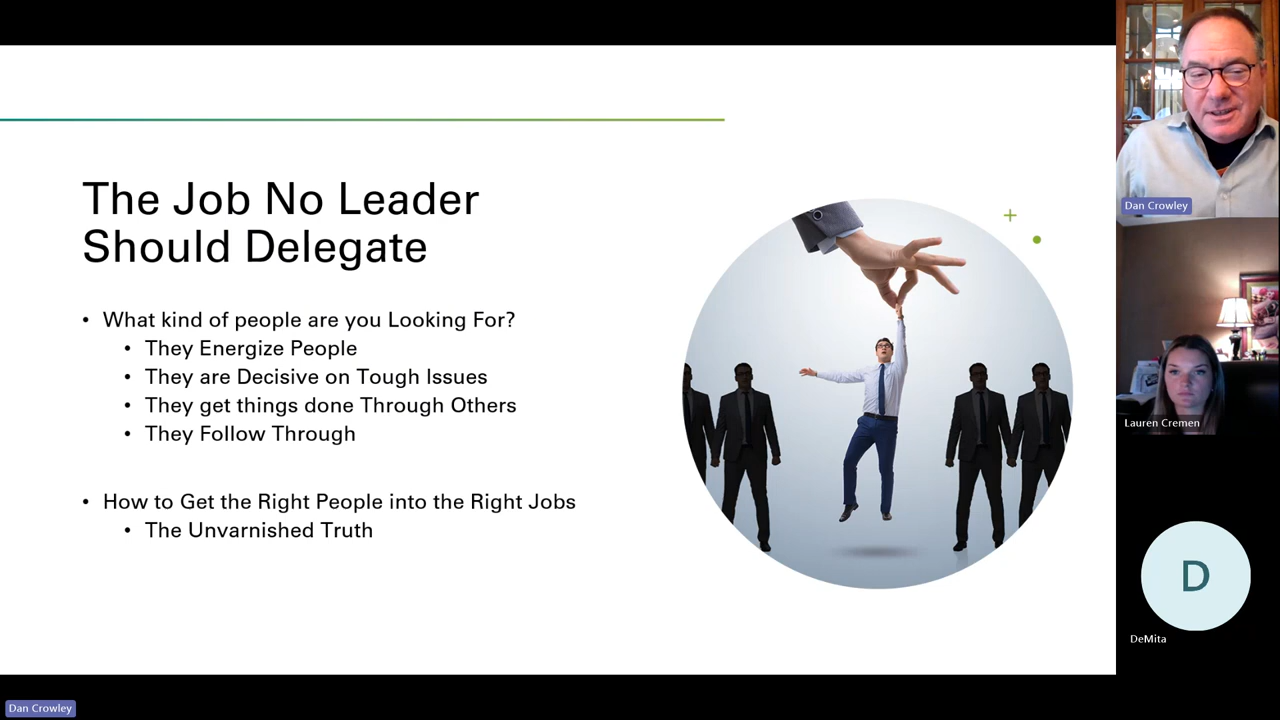 The Job No Leader
Should Delegate
• What kind of people are you Looking For?
• They Energize People
• They are Decisive on Tough Issues
• They get things done Through Others
• They Follow Through
• How to Get the Right People into the Right Jobs
• The Unvarnished Truth
Dan Crowley
Lauren Cremen
D
DeMita
Dan Crowley